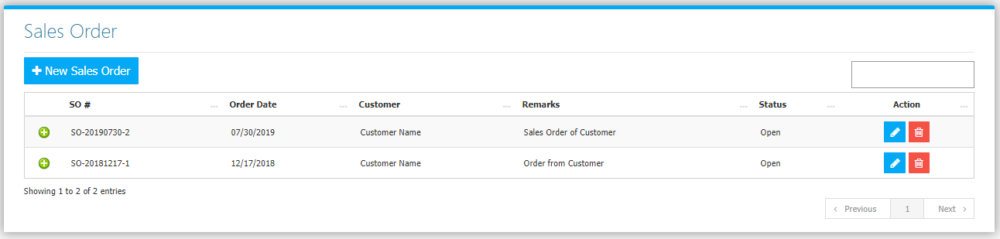 Sales Order
New Sales Order
SO # Order Date Customer Remarks Status Action
SO-20190730-2 07/30/2019 Customer Name Sales Order of Customer Open
SO-20181217-1 12/17/2018 Customer Name Order from Customer Open
Showing 1 to 2 of 2 entries
‹ Previous 1 Next ›